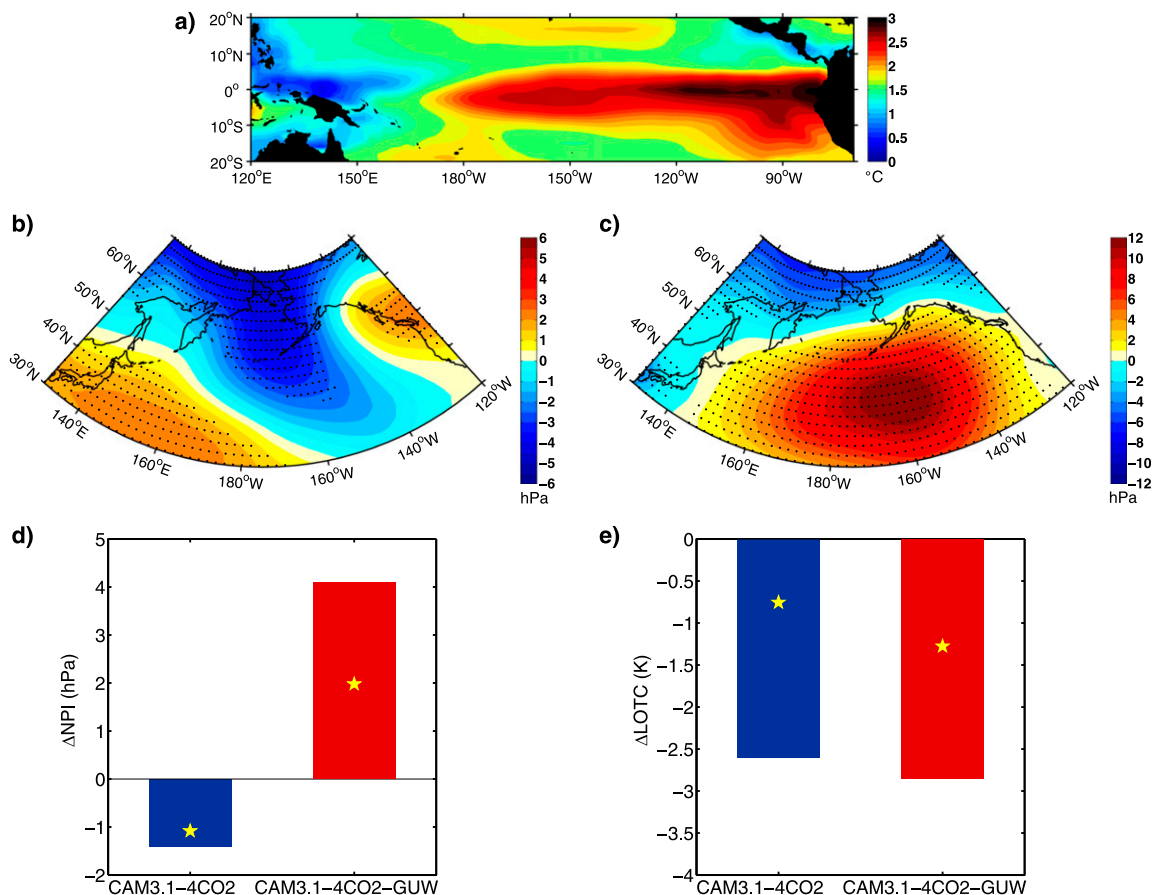 a)
20°N
10°N
0°
10°S
20°S
120°E 150°E 180°W 150°W 120°W 90°W
3
2.5
2
1.5
1
0.5
0
°C
b)
60°N
50°N
40°N
30°N
140°E
160°E
180°W
160°W
140°W
120°W
6
5
4
3
2
1
0
−1
−2
−3
−4
−5
−6
hPa
c)
60°N
50°N
40°N
30°N
140°E
160°E
180°W
160°W
140°W
120°W
12
10
8
6
4
2
0
−2
−4
−6
−8
−10
−12
hPa
d)
ΔNPI (hPa)
5
4
3
2
1
0
−1
−2
CAM3.1−4CO2 CAM3.1−4CO2−GUW
e)
ΔLOTC (K)
0
−0.5
−1
−1.5
−2
−2.5
−3
−3.5
−4
CAM3.1−4CO2 CAM3.1−4CO2−GUW